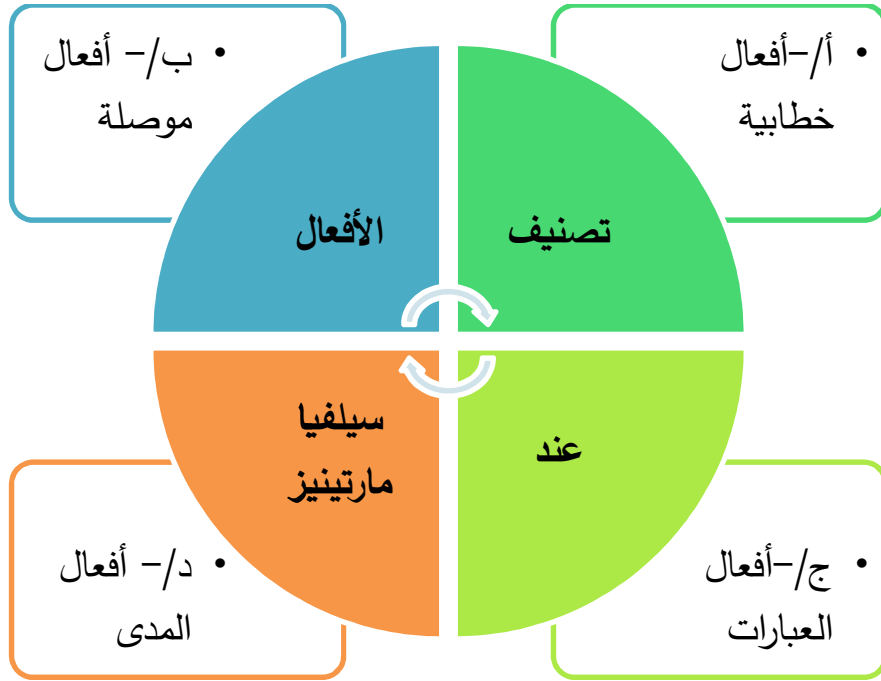 • أ/-أفعال
خطابية
• ب/- أفعال
موصلة
تصنيف
الأفعال
عند
سيلفيا
مارتينيز
• ج/-أفعال
العبارات
• د/- أفعال
المدى